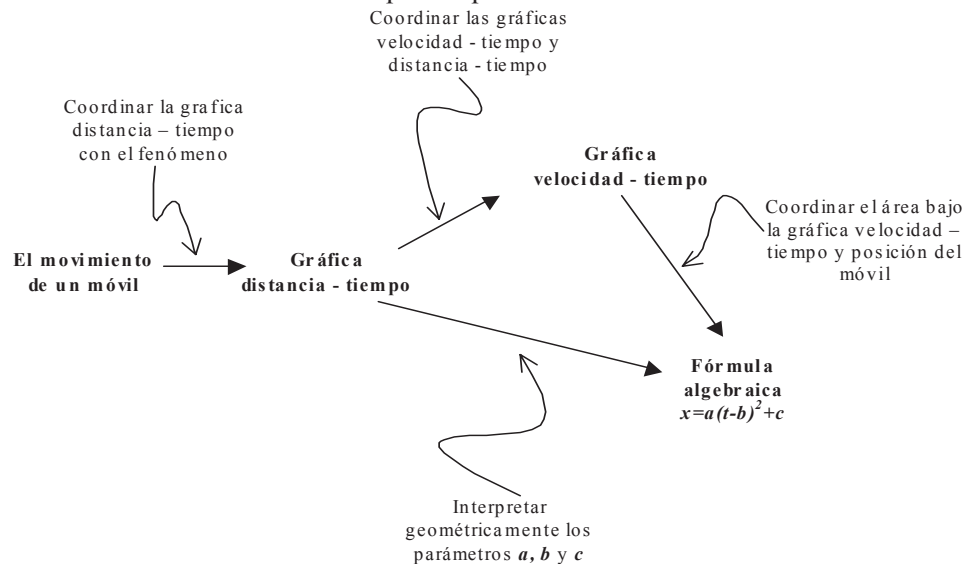 Coordinar las gráficas
velocidad - tiempo y
distancia - tiempo
Coordinar la grafica
distancia – tiempo
con el fenómeno
Gráfica
velocidad - tiempo
Coordinar el área bajo
la gráfica velocidad –
tiempo y posición del
móvil
El movimiento
de un móvil
Gráfica
distancia - tiempo
Fórmula
algebraica
x=a(t-b)²+c
Interpretar
geométricamente los
parámetros a, b y c